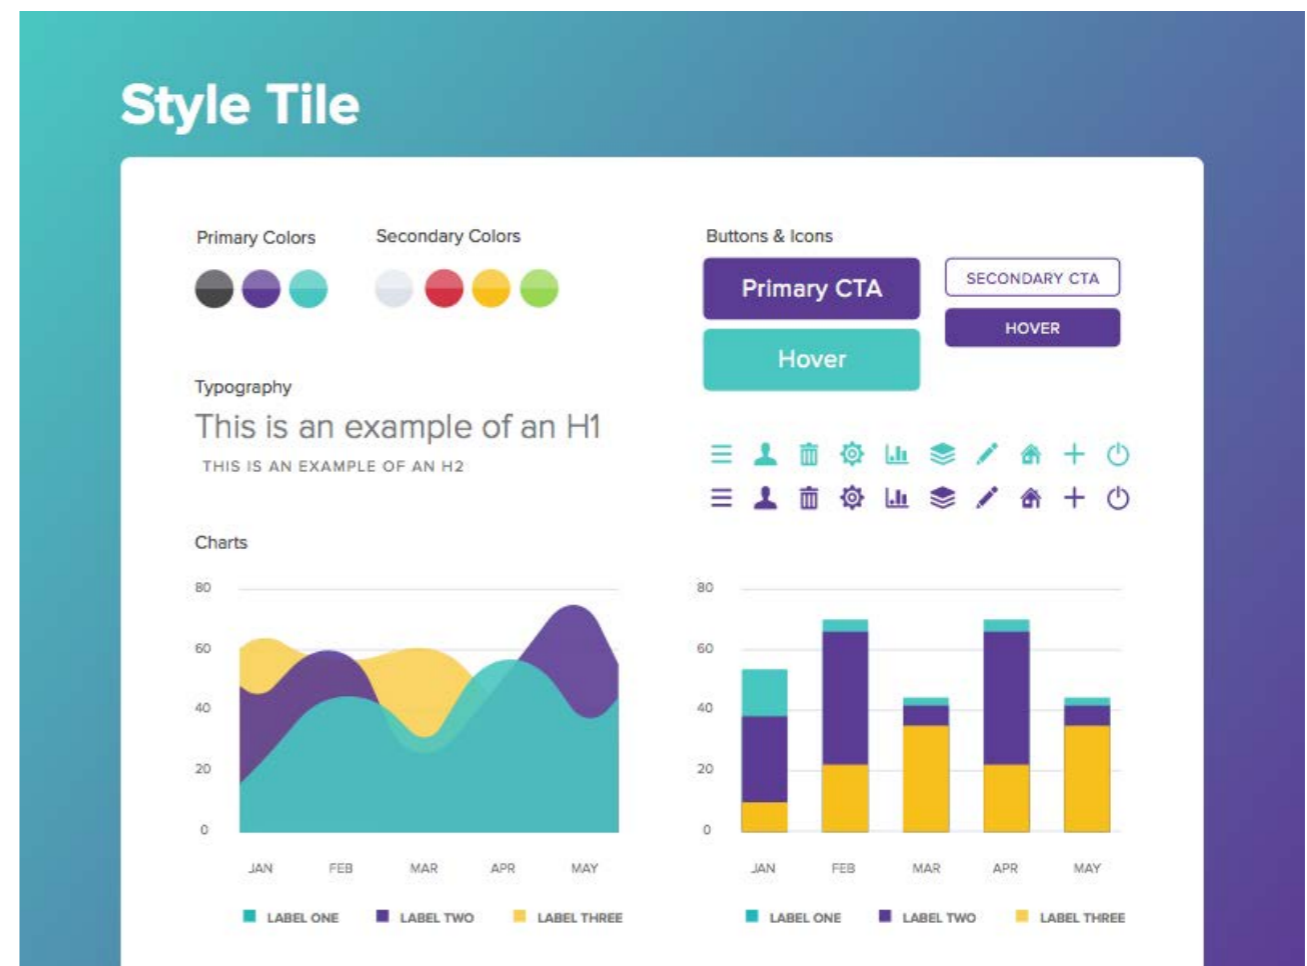 Style Tile
Primary Colors
Secondary Colors
Buttons & Icons
Primary CTA
SECONDARY CTA
Hover
HOVER
Typography
This is an example of an H1
THIS IS AN EXAMPLE OF AN H2
Charts
80
60
40
20
0
JAN FEB MAR APR MAY
LABEL ONE LABEL TWO LABEL THREE
80
60
40
20
0
JAN FEB MAR APR MAY
LABEL ONE LABEL TWO LABEL THREE